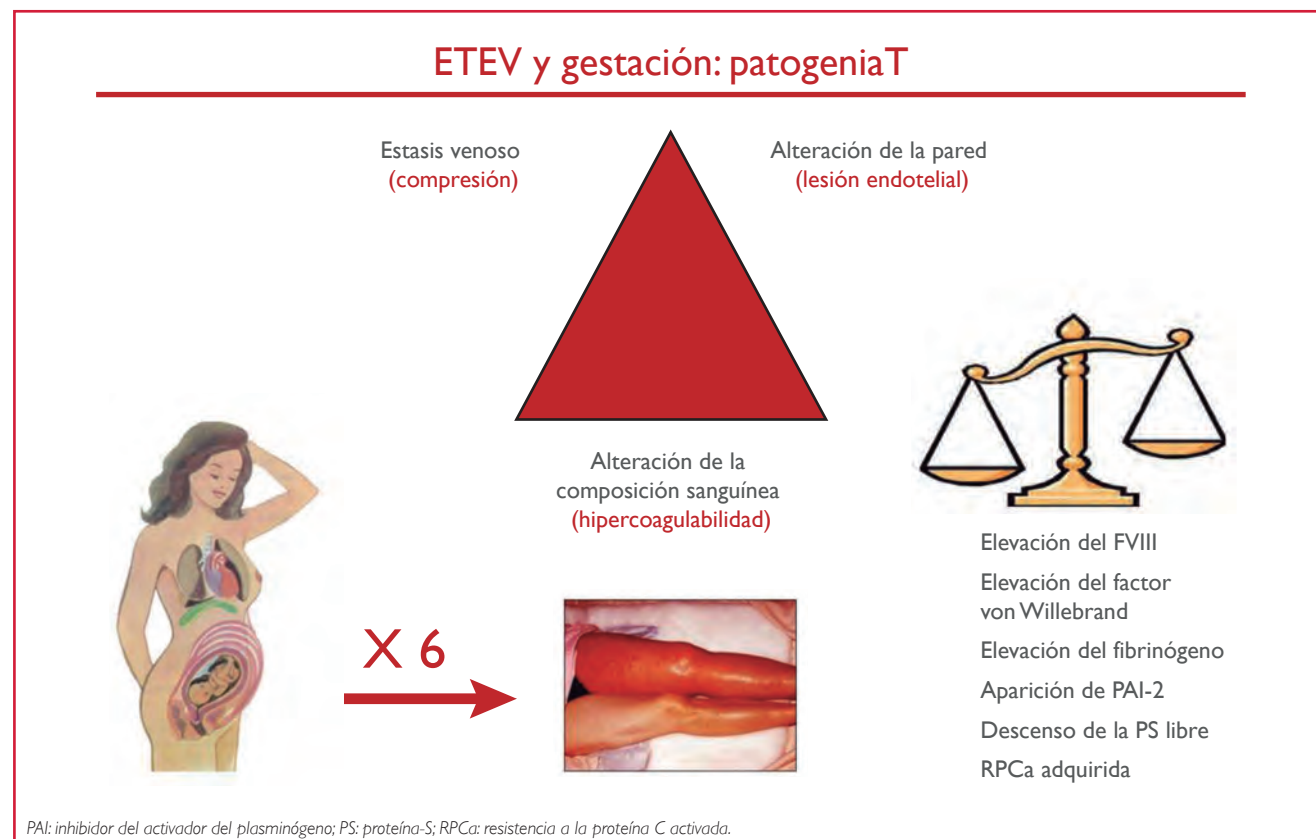 ETEV y gestación: patogeniaT
Estasis venoso
(compresión)
Alteración de la pared
(lesión endotelial)
Alteración de la
composición sanguínea
(hipercoagulabilidad)
X 6
Elevación del FVIII
Elevación del factor
von Willebrand
Elevación del fibrinógeno
Aparición de PAI-2
Descenso de la PS libre
RPCa adquirida
PAI: inhibidor del activador del plasminógeno; PS: proteína-S; RPCa: resistencia a la proteína C activada.